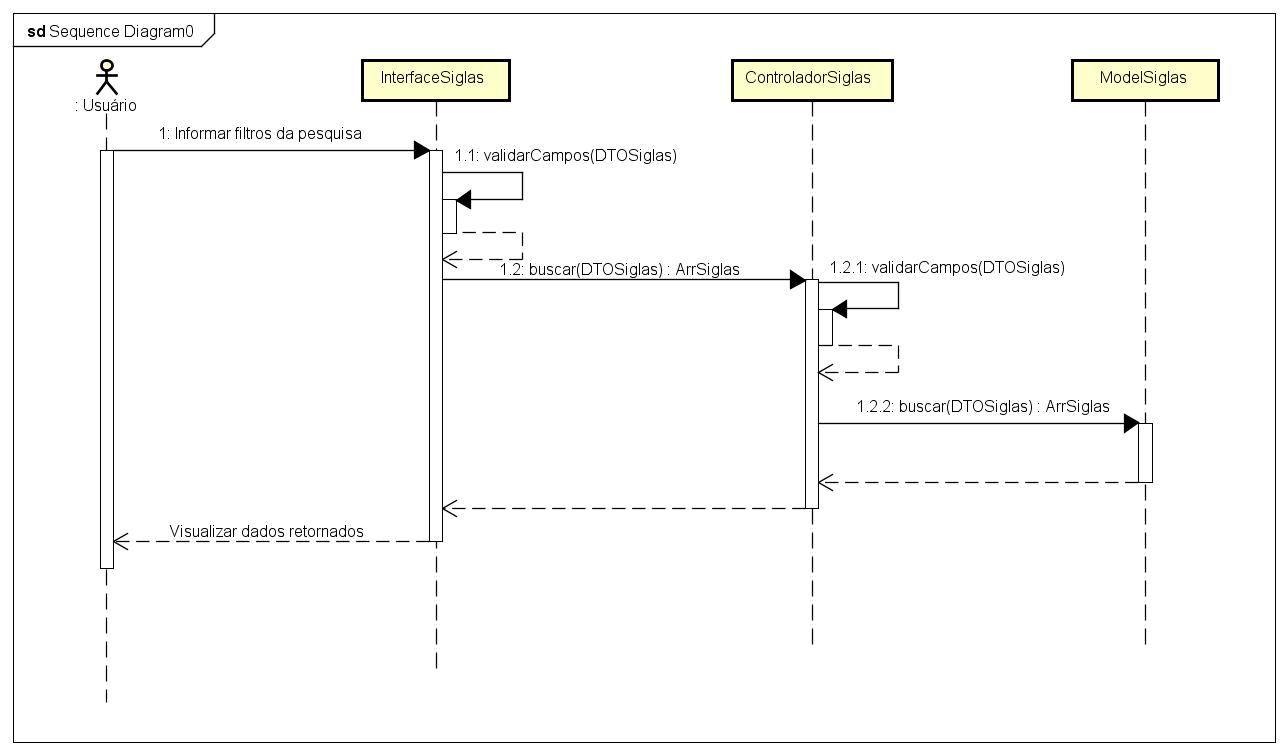 sd Sequence Diagram0
: Usuário
InterfaceSiglas
ControladorSiglas
ModelSiglas
1: Informar filtros da pesquisa
1.1: validarCampos(DTOSiglas)
1.2: buscar(DTOSiglas) : ArrSiglas
1.2.1: validarCampos(DTOSiglas)
1.2.2: buscar(DTOSiglas) : ArrSiglas
Visualizar dados retornados